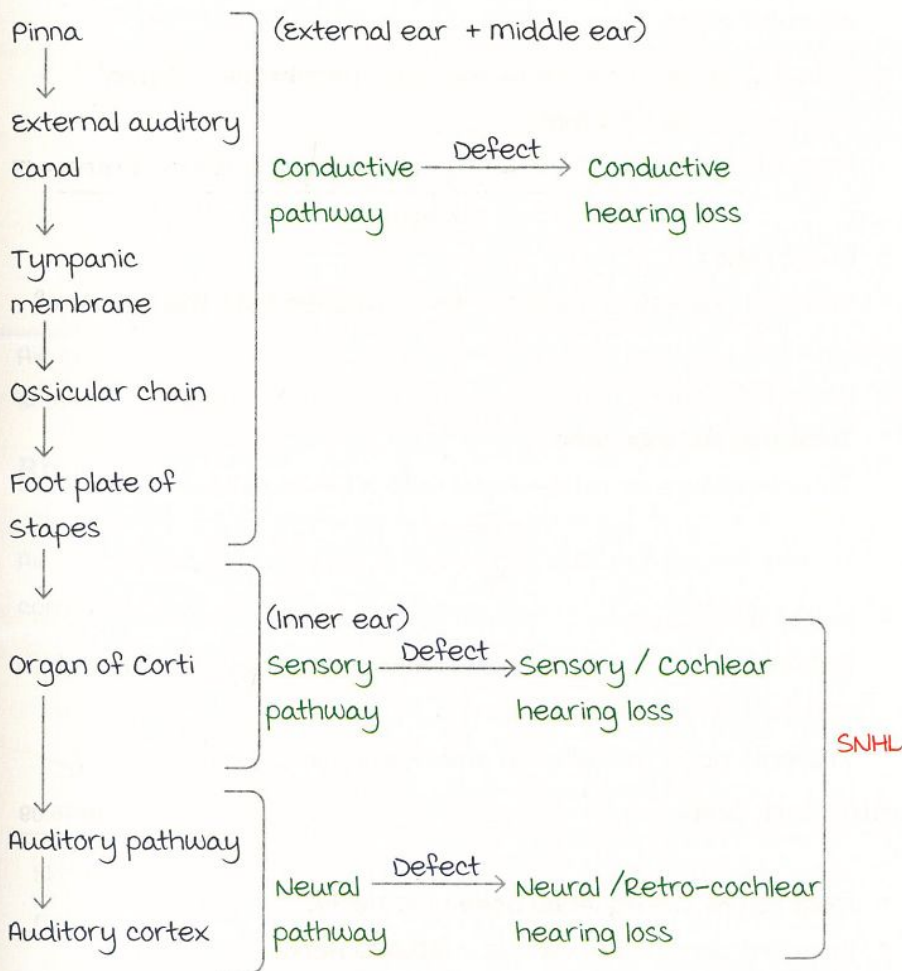 Pinna
(External ear + middle ear)
External auditory
canal
Conductive
pathway
Defect
Conductive
hearing loss
Tympanic
membrane
Ossicular chain
Foot plate of
Stapes
(Inner ear)
Organ of Corti
Sensory
pathway
Defect
Sensory / Cochlear
hearing loss
SNHL
Auditory pathway
Auditory cortex
Neural
pathway
Defect
Neural /Retro-cochlear
hearing loss